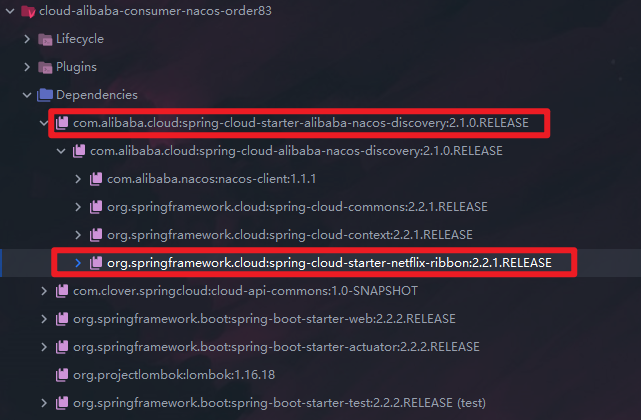 cloud-alibaba-consumer-nacos-order83
Lifecycle
Plugins
Dependencies
com.alibaba.cloud:spring-cloud-starter-alibaba-nacos-discovery:2.1.0.RELEASE
com.alibaba.cloud:spring-cloud-alibaba-nacos-discovery:2.1.0.RELEASE
com.alibaba.nacos:nacos-client:1.1.1
org.springframework.cloud:spring-cloud-commons:2.2.1.RELEASE
org.springframework.cloud:spring-cloud-context:2.2.1.RELEASE
org.springframework.cloud:spring-cloud-starter-netflix-ribbon:2.2.1.RELEASE
com.clover.springcloud:cloud-api-commons:1.0-SNAPSHOT
org.springframework.boot:spring-boot-starter-web:2.2.2.RELEASE
org.springframework.boot:spring-boot-starter-actuator:2.2.2.RELEASE
org.projectlombok:lombok:1.16.18
org.springframework.boot:spring-boot-starter-test:2.2.2.RELEASE (test)